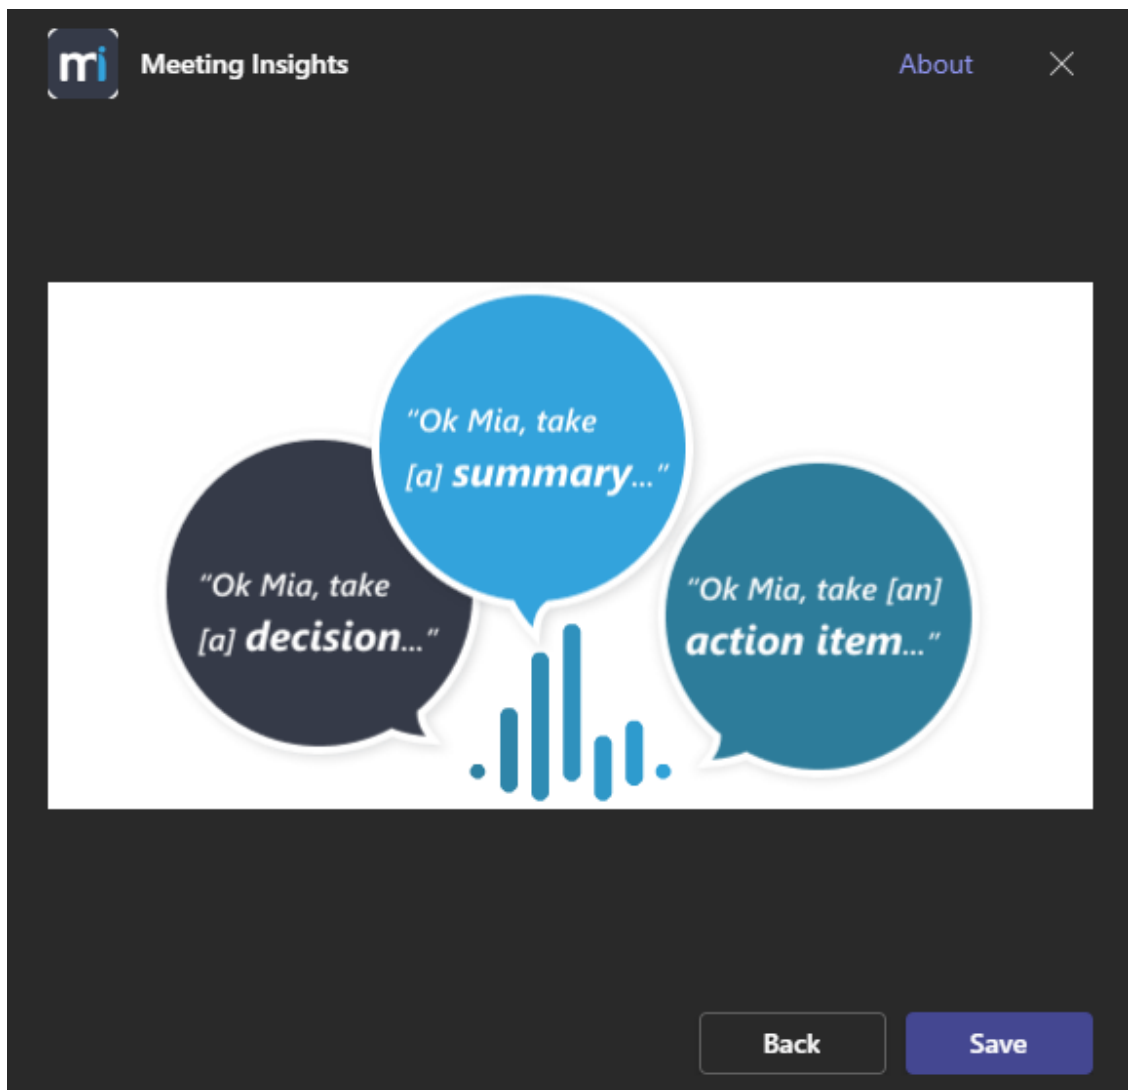 mi
Meeting Insights
About
“Ok Mia, take
[a] summary...”
“Ok Mia, take
[a] decision...”
“Ok Mia, take [an]
action item...”
Back
Save